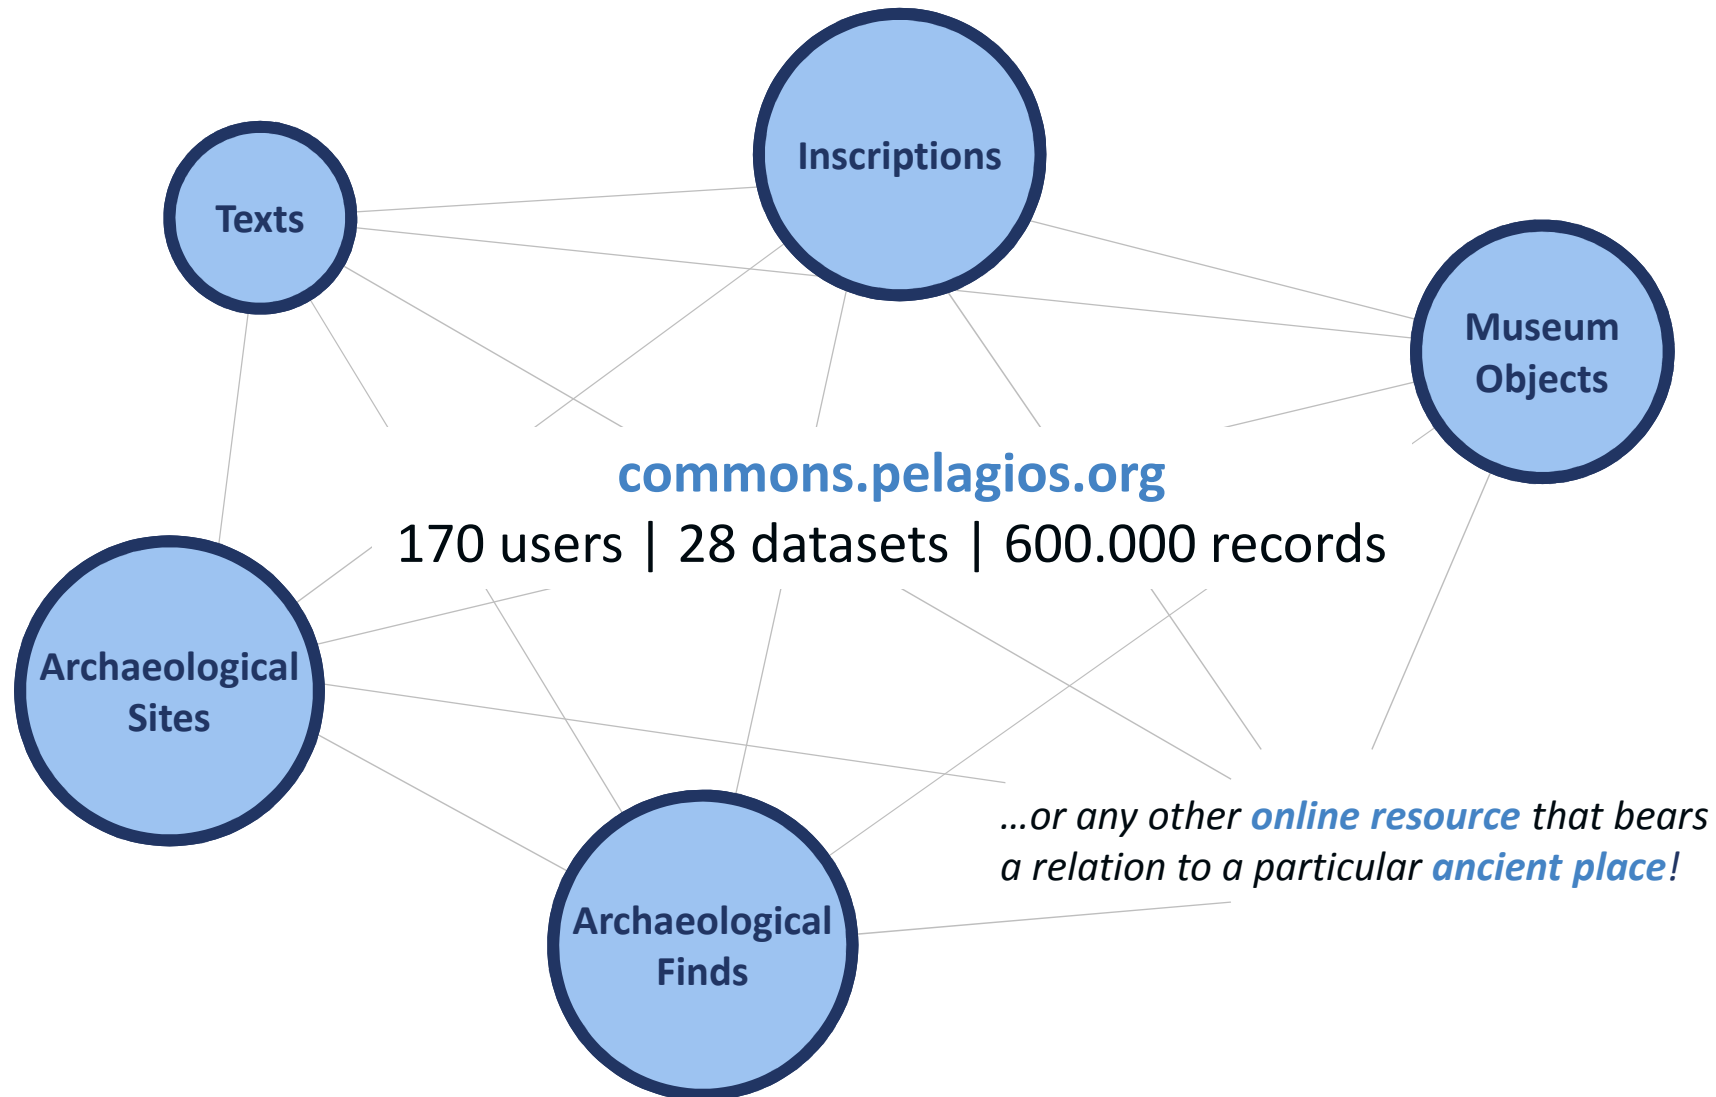 Inscriptions
Texts
Museum
Objects
commons.pelagios.org
170 users | 28 datasets | 600.000 records
Archaeological
Sites
...or any other online resource that bears
a relation to a particular ancient place!
Archaeological
Finds